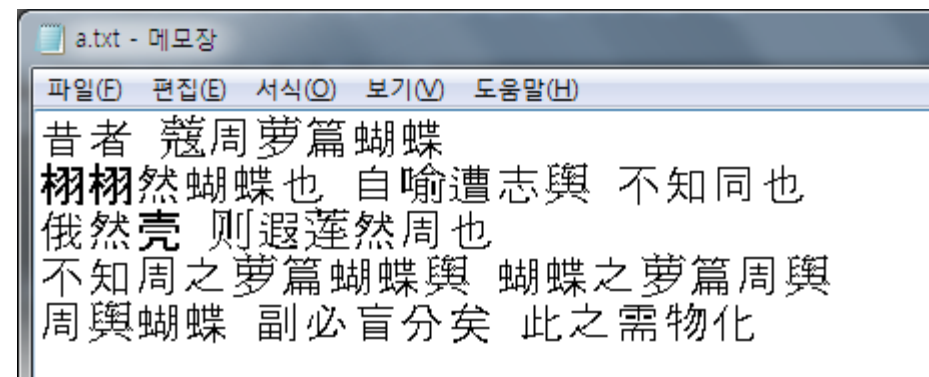 a.txt - 메모장
파일(F) 편집(E) 서식(O) 보기(V) 도움말(H)
昔者 蔻周萝篇蝴蝶
栩栩然蝴蝶也 自喻遭志舆 不知同也
俄然壳 则遐莲然周也
不知周之萝篇蝴蝶舆 蝴蝶之萝篇周舆
周舆蝴蝶 副必盲分矣 此之需物化